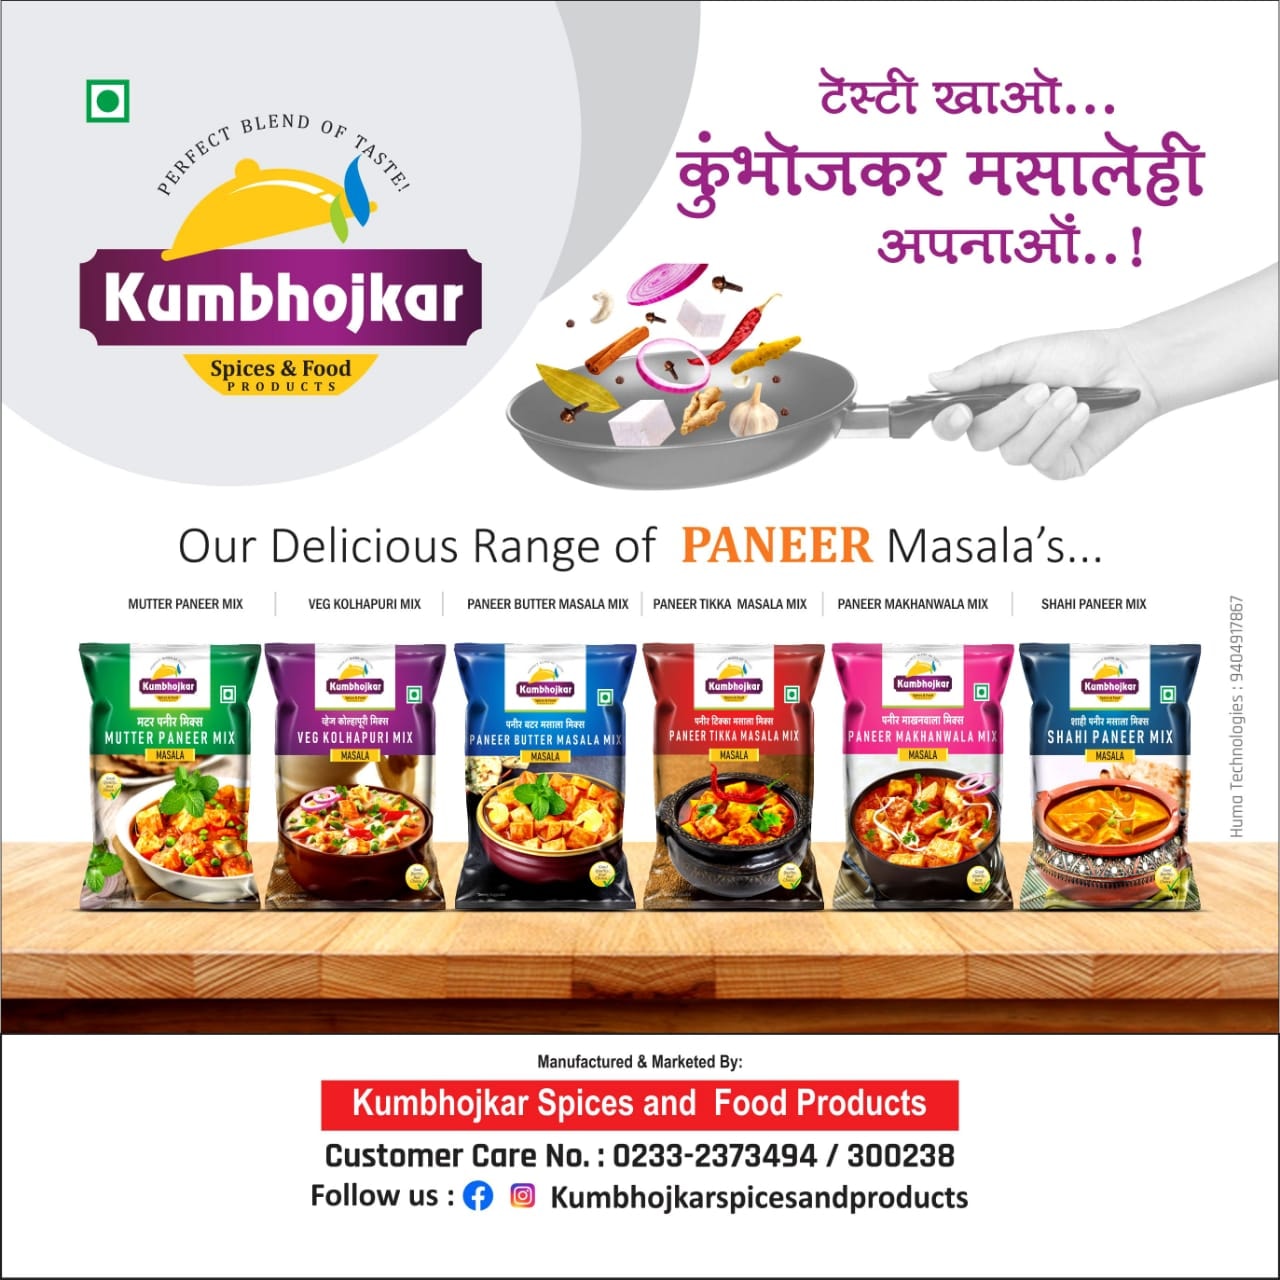 PERFECT BLEND OF TASTE!
Kumbhojkar
Spices & Food
PRODUCTS
टेस्टी खाओ...
कुंभोजकर मसालेही
अपनाओं..!
Our Delicious Range of PANEER Masala's...
MUTTER PANEER MIX
VEG KOLHAPURI MIX
PANEER BUTTER MASALA MIX
PANEER TIKKA MASALA MIX
PANEER MAKHANWALA MIX
SHAHI PANEER MIX
Kumbhojkar
मटर पनीर मिक्स
MUTTER PANEER MIX
MASALA
Kumbhojkar
व्हेज कोल्हापूरी मिक्स
VEG KOLHAPURI MIX
MASALA
Kumbhojkar
पनीर बटर मसाला मिक्स
PANEER BUTTER MASALA MIX
MASALA
Kumbhojkar
पनीर टिक्का मसाला मिक्स
PANEER TIKKA MASALA MIX
MASALA
Kumbhojkar
पनीर माखनवाला मिक्स
PANEER MAKHANWALA MIX
MASALA
Kumbhojkar
शाही पनीर मसाला मिक्स
SHAHI PANEER MIX
MASALA
Huma Technologies : 9404917867
Manufactured & Marketed By:
Kumbhojkar Spices and Food Products
Customer Care No. : 0233-2373494 / 300238
Follow us : Kumbhojkarspicesandproducts